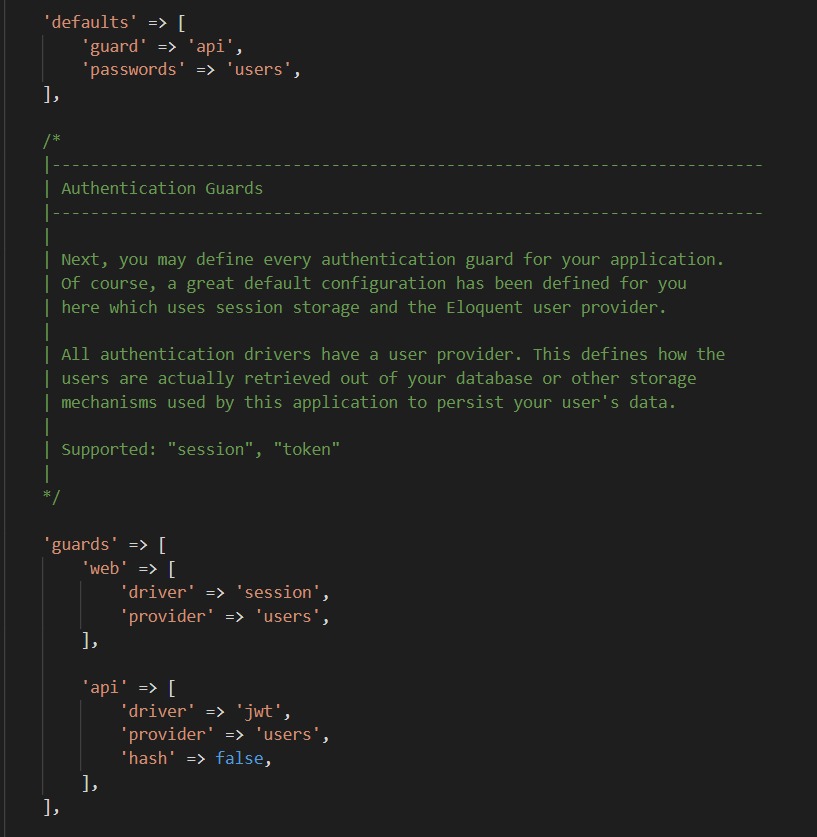 'defaults' => [
'guard' => 'api',
'passwords' => 'users',
],
/*
|--------------------------------------------------------------------------
| Authentication Guards
|--------------------------------------------------------------------------
|
| Next, you may define every authentication guard for your application.
| Of course, a great default configuration has been defined for you
| here which uses session storage and the Eloquent user provider.
|
| All authentication drivers have a user provider. This defines how the
| users are actually retrieved out of your database or other storage
| mechanisms used by this application to persist your user's data.
|
| Supported: "session", "token"
|
*/
'guards' => [
'web' => [
'driver' => 'session',
'provider' => 'users',
],
'api' => [
'driver' => 'jwt',
'provider' => 'users',
'hash' => false,
],
],